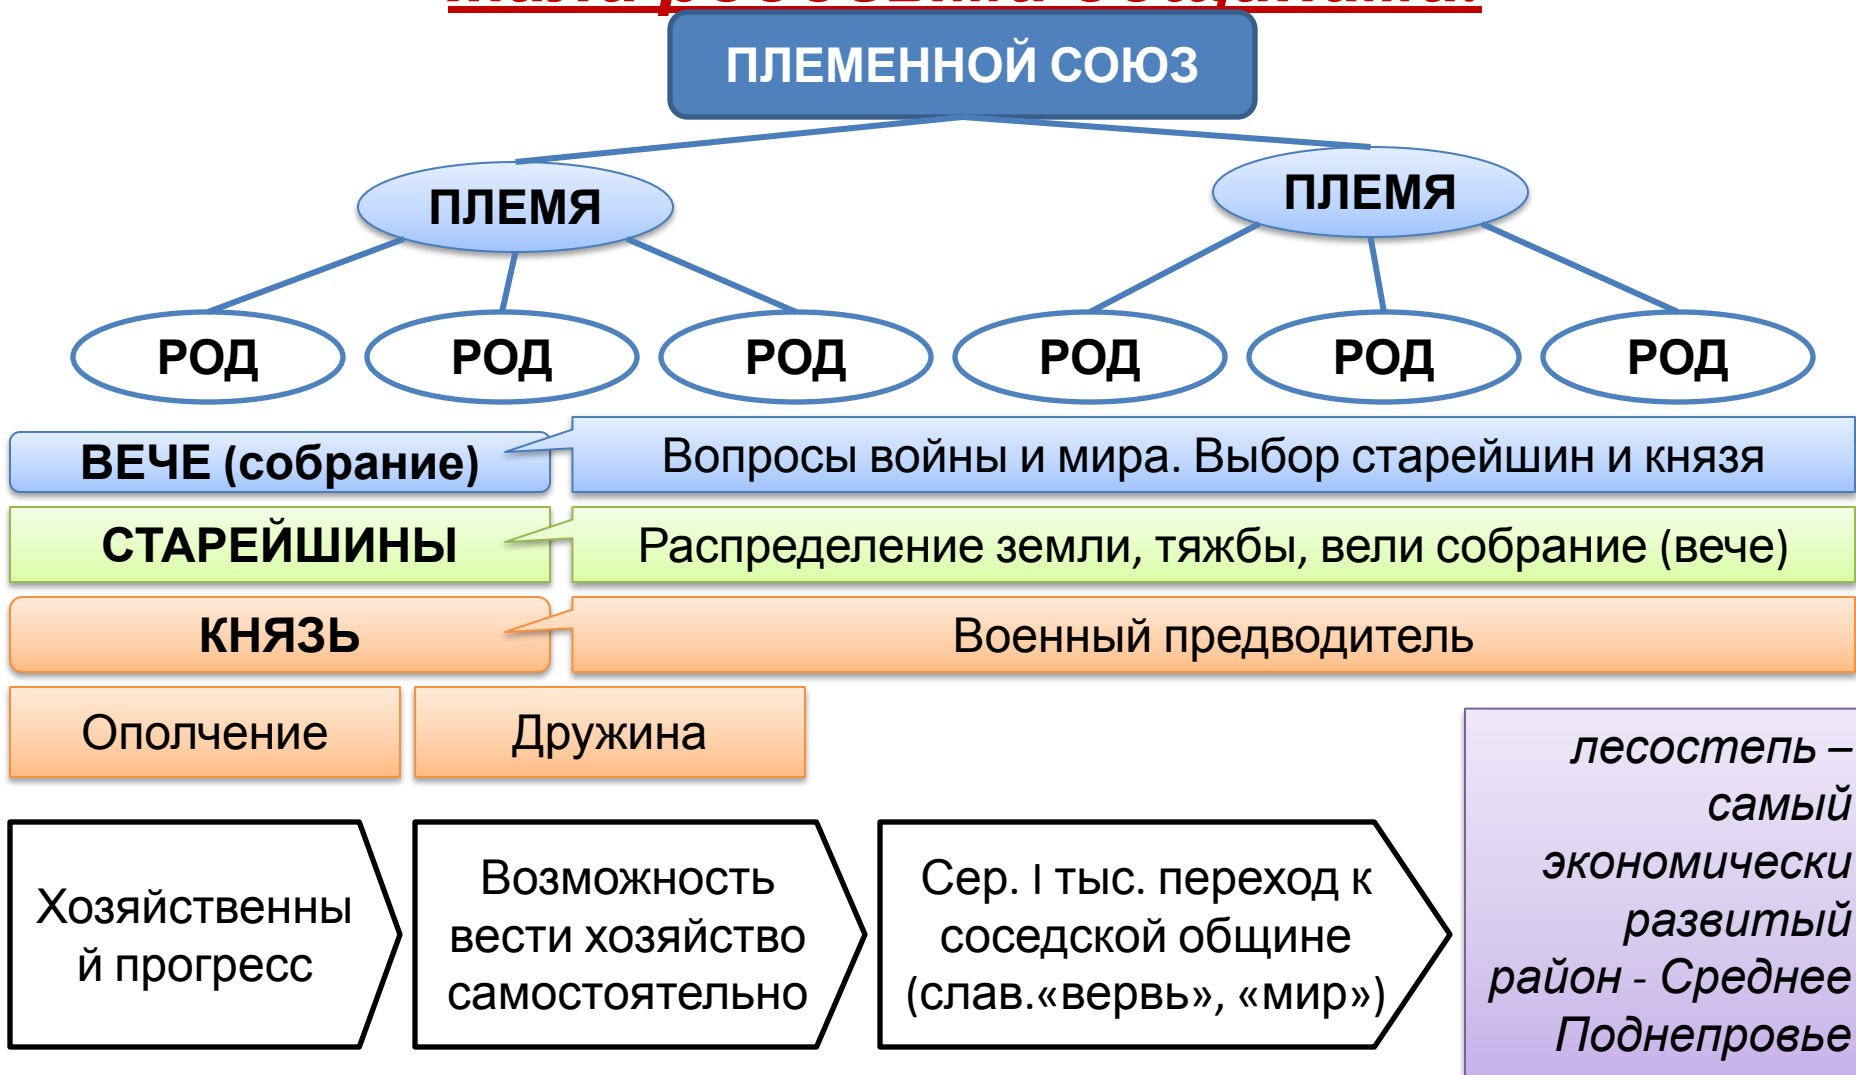 ПЛЕМЕННОЙ СОЮЗ
ПЛЕМЯ
ПЛЕМЯ
РОД
РОД
РОД
РОД
РОД
РОД
ВЕЧЕ (собрание)
Вопросы войны и мира. Выбор старейшин и князя
СТАРЕЙШИНЫ
Распределение земли, тяжбы, вели собрание (вече)
КНЯЗЬ
Военный предводитель
Ополчение
Дружина
Хозяйственны
й прогресс
Возможность
вести хозяйство
самостоятельно
Сер. I тыс. переход к
соседской общине
(слав.«вервь», «мир»)
лесостепь –
самый
экономически
развитый
район - Среднее
Поднепровье